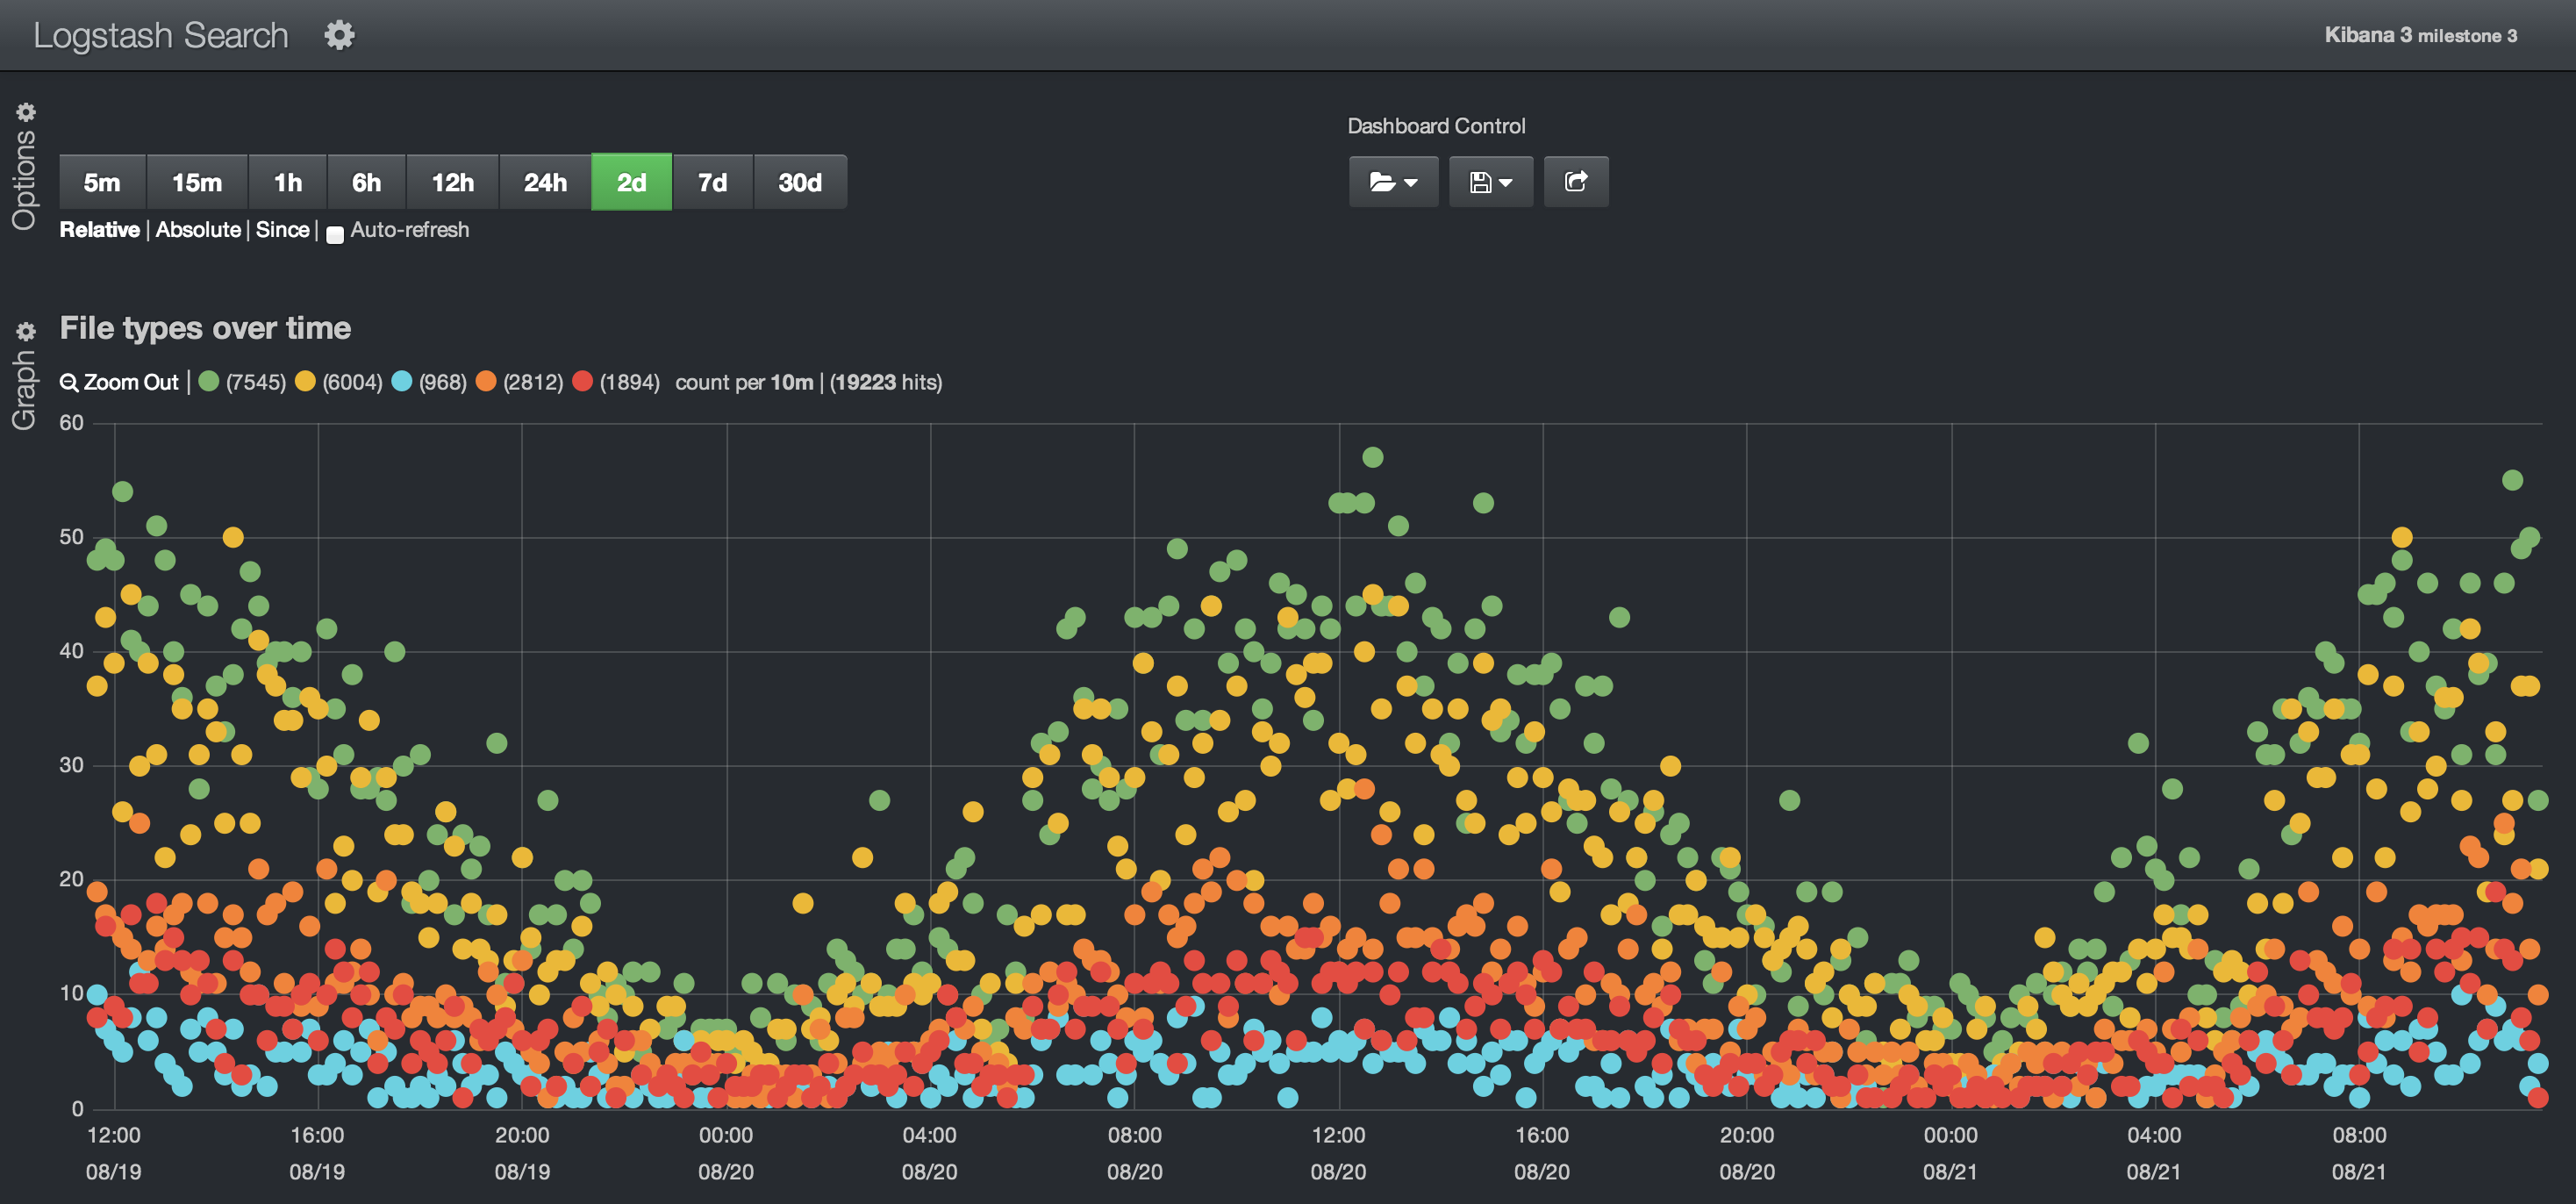 Logstash Search
Kibana 3 milestone 3
Options
Dashboard Control
5m 15m 1h 6h 12h 24h 2d 7d 30d
Relative | Absolute | Since | Auto-refresh
Graph
File types over time
Zoom Out | (7545) (6004) (968) (2812) (1894) count per 10m | (19223 hits)
60
50
40
30
20
10
0
12:00 16:00 20:00 00:00 04:00 08:00 12:00 16:00 20:00 00:00 04:00 08:00
08/19 08/19 08/19 08/20 08/20 08/20 08/20 08/20 08/20 08/21 08/21 08/21